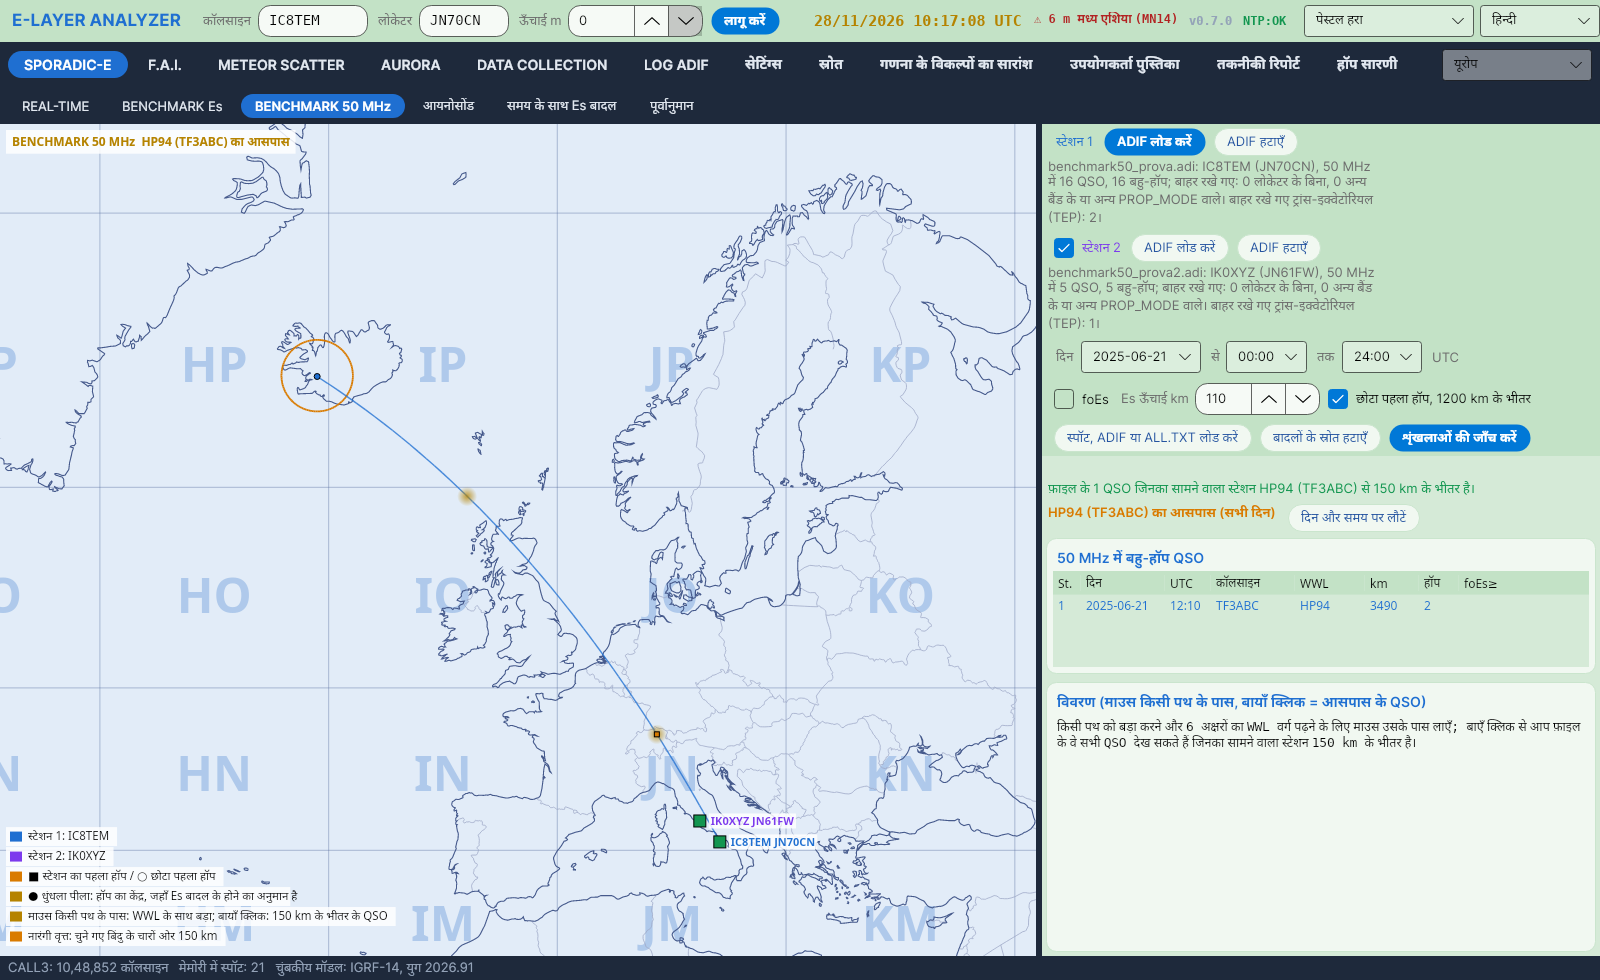 E-LAYER ANALYZER कॉलसाइन IC8TEM लोकेटर JN70CN ऊँचाई m 0 लागू करें 28/11/2026 10:17:08 UTC ⚠ 6 m मध्य एशिया (MN14) v0.7.0 NTP:OK पेस्टल हरा हिन्दी
SPORADIC-E F.A.I. METEOR SCATTER AURORA DATA COLLECTION LOG ADIF सेटिंग्स स्रोत गणना के विकल्पों का सारांश उपयोगकर्ता पुस्तिका तकनीकी रिपोर्ट हॉप सारणी यूरोप
REAL-TIME BENCHMARK Es BENCHMARK 50 MHz आयनोसोंड समय के साथ Es बादल पूर्वानुमान
BENCHMARK 50 MHz HP94 (TF3ABC) का आसपास
P HP IP JP KP
O HO IO JO KO
N HN IN JN KN
IM JM KM
IK0XYZ JN61FW
IC8TEM JN70CN
स्टेशन 1: IC8TEM
स्टेशन 2: IK0XYZ
■ स्टेशन का पहला हॉप / ○ छोटा पहला हॉप
● धुंधला पीला: हॉप का केंद्र, जहाँ Es बादल के होने का अनुमान है
माउस किसी पथ के पास: WWL के साथ बड़ा; बायाँ क्लिक: 150 km के भीतर के QSO
नारंगी वृत्त: चुने गए बिंदु के चारों ओर 150 km
स्टेशन 1 ADIF लोड करें ADIF हटाएँ
benchmark50_prova.adi: IC8TEM (JN70CN), 50 MHz
में 16 QSO, 16 बहु-हॉप; बाहर रखे गए: 0 लोकेटर के बिना, 0 अन्य
बैंड के या अन्य PROP_MODE वाले। बाहर रखे गए ट्रांस-इक्वेटोरियल
(TEP): 2।
स्टेशन 2 ADIF लोड करें ADIF हटाएँ
benchmark50_prova2.adi: IK0XYZ (JN61FW), 50 MHz
में 5 QSO, 5 बहु-हॉप; बाहर रखे गए: 0 लोकेटर के बिना, 0 अन्य बैंड
के या अन्य PROP_MODE वाले। बाहर रखे गए ट्रांस-इक्वेटोरियल
(TEP): 1।
दिन 2025-06-21 से 00:00 तक 24:00 UTC
foEs Es ऊँचाई km 110 छोटा पहला हॉप, 1200 km के भीतर
स्पॉट, ADIF या ALL.TXT लोड करें बादलों के स्रोत हटाएँ शृंखलाओं की जाँच करें
फ़ाइल के 1 QSO जिनका सामने वाला स्टेशन HP94 (TF3ABC) से 150 km के भीतर है।
HP94 (TF3ABC) का आसपास (सभी दिन) दिन और समय पर लौटें
50 MHz में बहु-हॉप QSO
St. दिन UTC कॉलसाइन WWL km हॉप foEs≥
1 2025-06-21 12:10 TF3ABC HP94 3490 2
विवरण (माउस किसी पथ के पास, बायाँ क्लिक = आसपास के QSO)
किसी पथ को बड़ा करने और 6 अक्षरों का WWL वर्ग पढ़ने के लिए माउस उसके पास लाएँ; बाएँ क्लिक से आप फ़ाइल
के वे सभी QSO देख सकते हैं जिनका सामने वाला स्टेशन 150 km के भीतर है।
CALL3: 10,48,852 कॉलसाइन मेमोरी में स्पॉट: 21 चुंबकीय मॉडल: IGRF-14, युग 2026.91